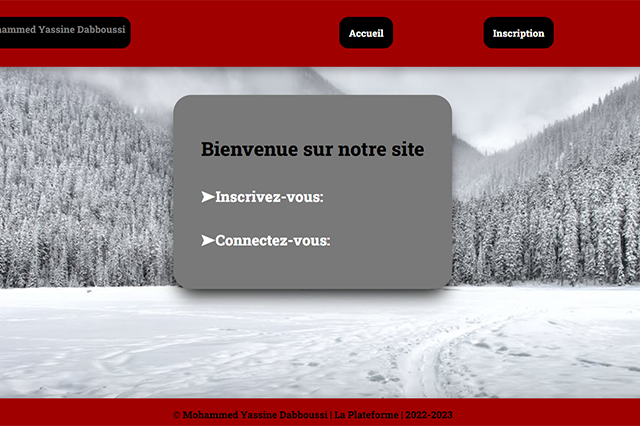 Mohammed Yassine Dabboussi
Accueil
Inscription
Bienvenue sur notre site
➤Inscrivez-vous:
➤Connectez-vous:
© Mohammed Yassine Dabboussi | La Plateforme | 2022-2023